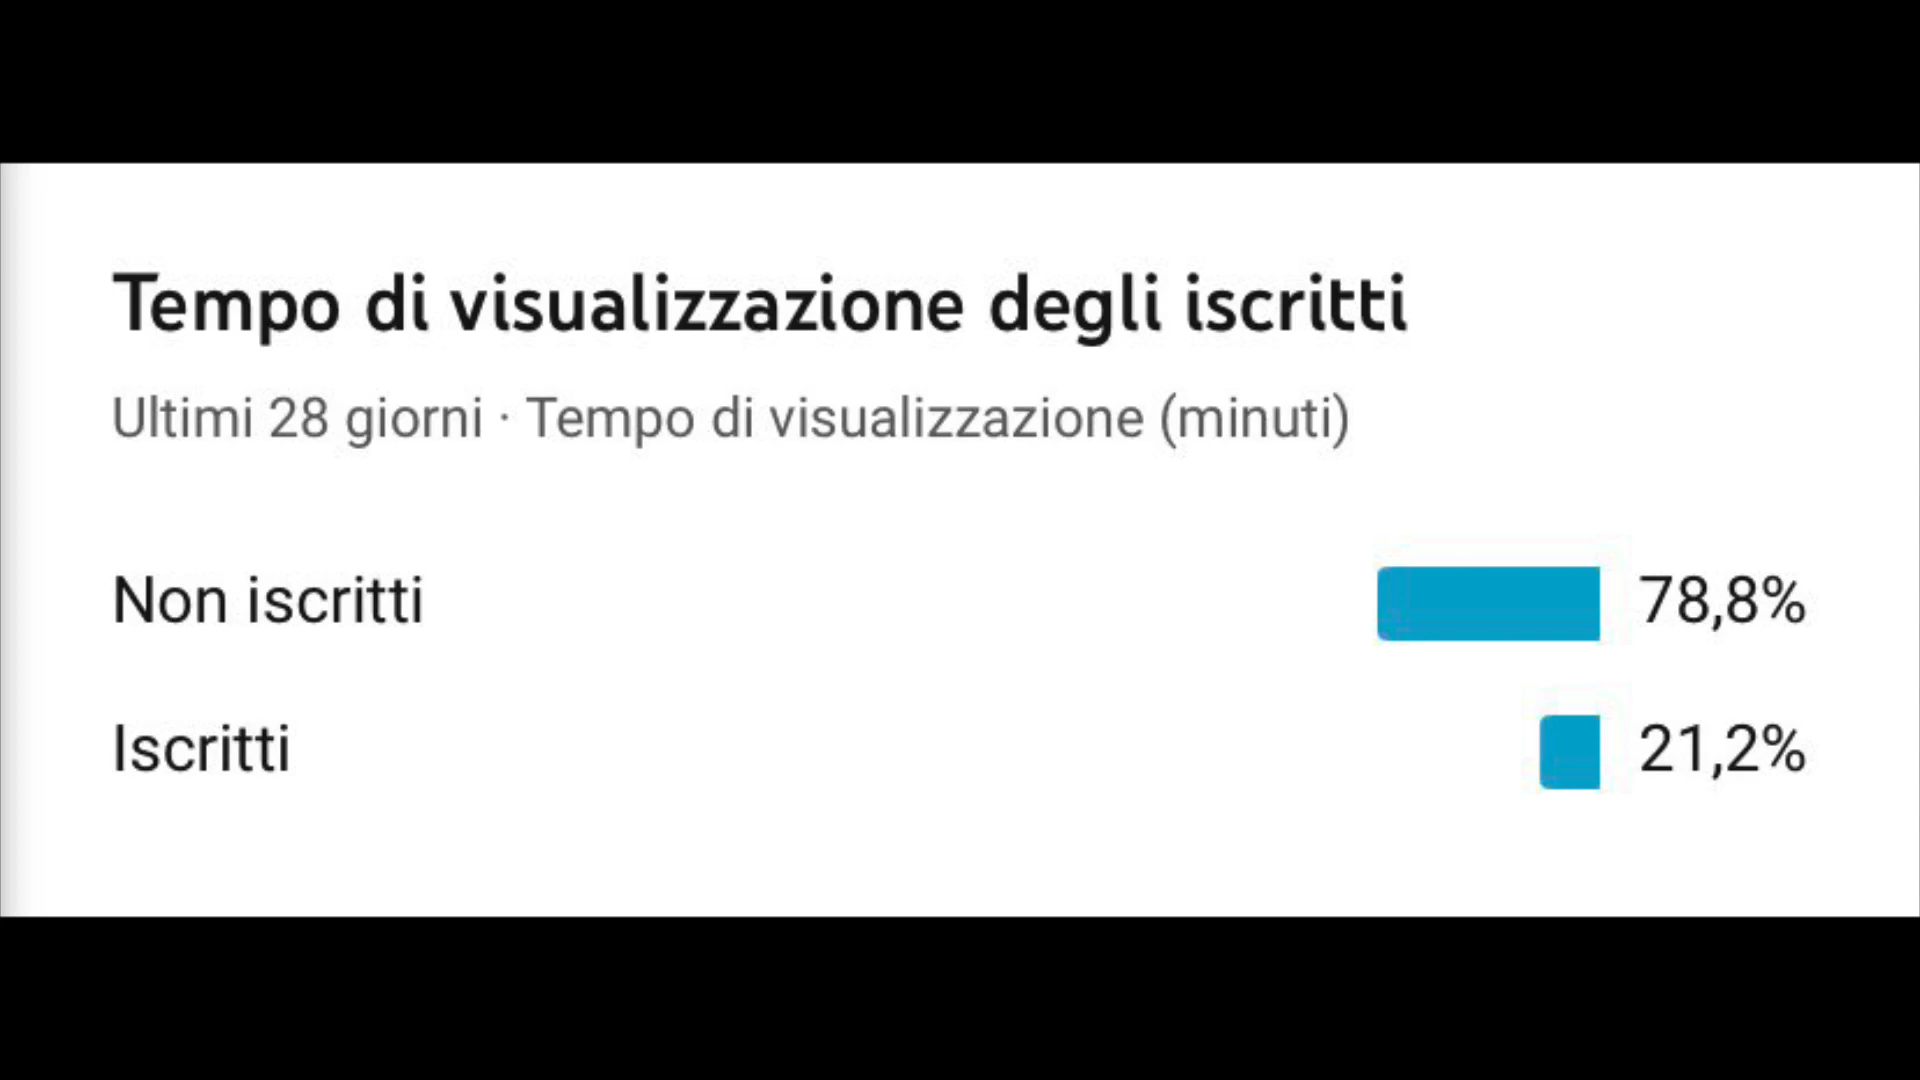 Tempo di visualizzazione degli iscritti
Ultimi 28 giorni · Tempo di visualizzazione (minuti)
Non iscritti 78,8%
Iscritti 21,2%